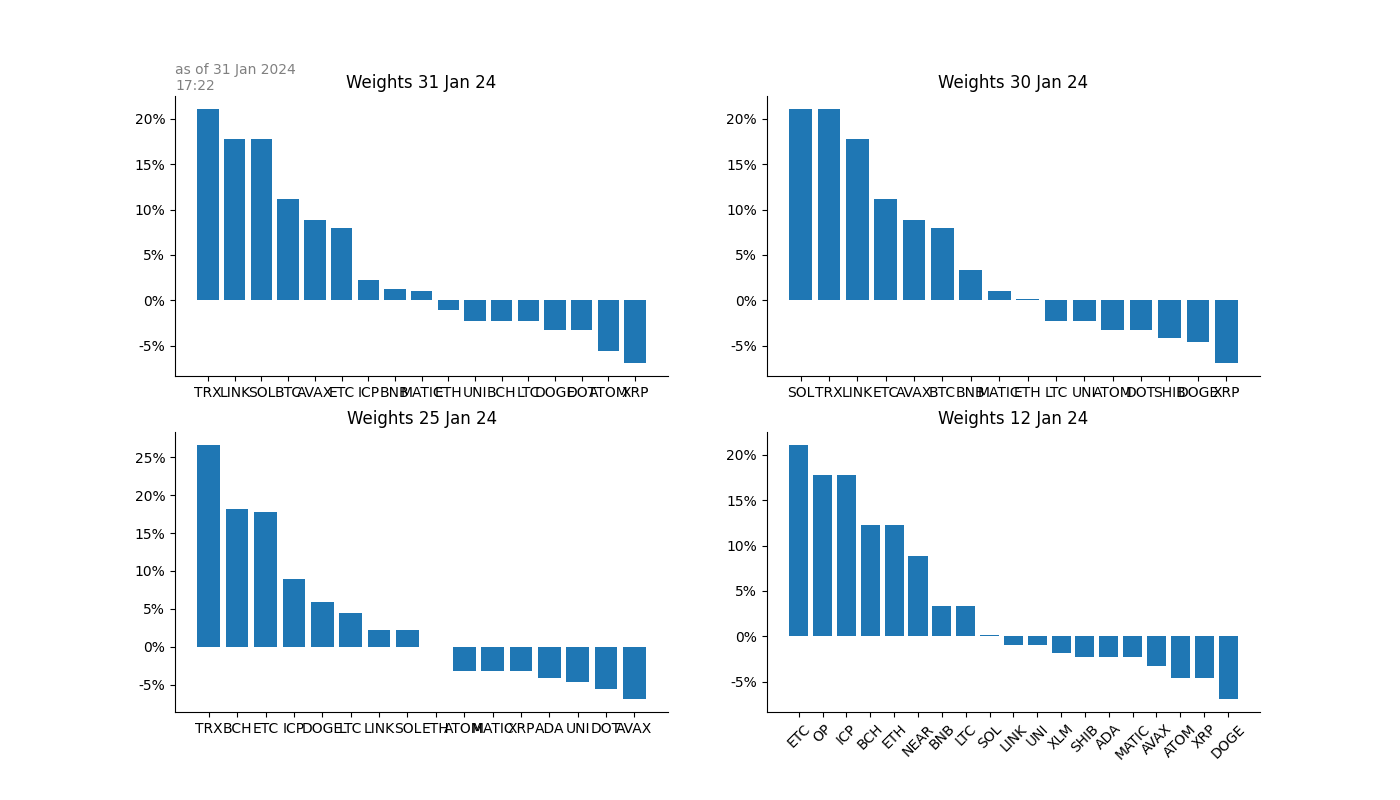 as of 31 Jan 2024
17:22
Weights 31 Jan 24
20%
15%
10%
5%
0%
-5%
TRX LINK SOL BTC AVAX ETC ICP BNB MATIC ETH UNI BCH LTC DOGE DOT ATOM XRP
Weights 30 Jan 24
20%
15%
10%
5%
0%
-5%
SOL TRX LINK ETC AVAX BTC BNB MATIC ETH LTC UNI ATOM DOT SHIB DOGE XRP
Weights 25 Jan 24
25%
20%
15%
10%
5%
0%
-5%
TRX BCH ETC ICP DOGE LTC LINK SOL ETH ATOM MATIC XRP ADA UNI DOT AVAX
Weights 12 Jan 24
20%
15%
10%
5%
0%
-5%
ETC OP ICP BCH ETH NEAR BNB LTC SOL LINK UNI XLM SHIB ADA MATIC AVAX ATOM XRP DOGE